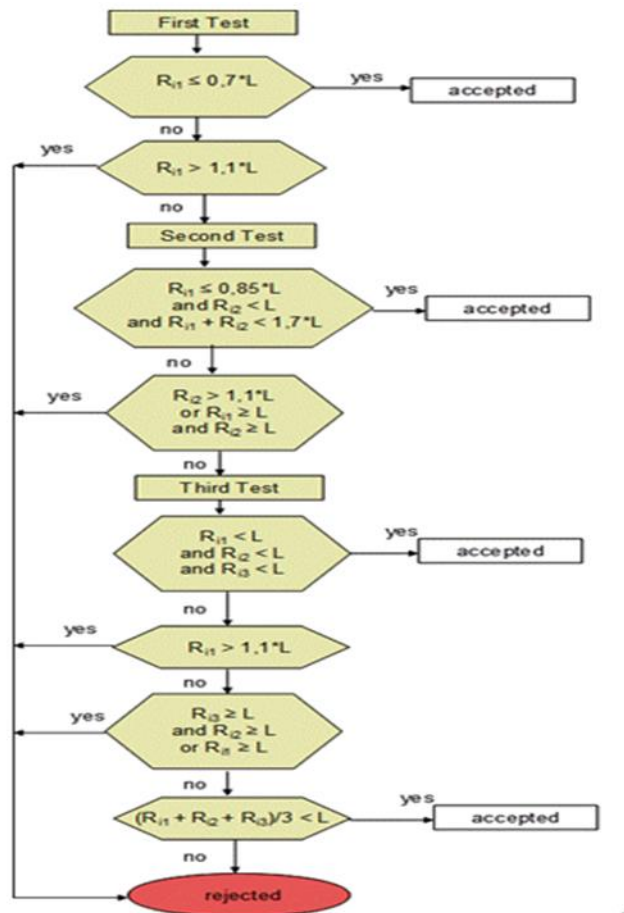 First Test
Ri1 ≤ 0,7*L
yes
accepted
no
yes
Ri1 > 1,1*L
no
Second Test
Ri1 ≤ 0,85*L
and Ri2 < L
and Ri1 + Ri2 < 1,7*L
yes
accepted
no
yes
Ri2 > 1,1*L
or Ri1 ≥ L
and Ri2 ≥ L
no
Third Test
Ri1 < L
and Ri2 < L
and Ri3 < L
yes
accepted
no
yes
Ri1 > 1,1*L
no
yes
Ri3 ≥ L
and Ri2 ≥ L
or Ri1 ≥ L
no
(Ri1 + Ri2 + Ri3)/3 < L
yes
accepted
no
rejected